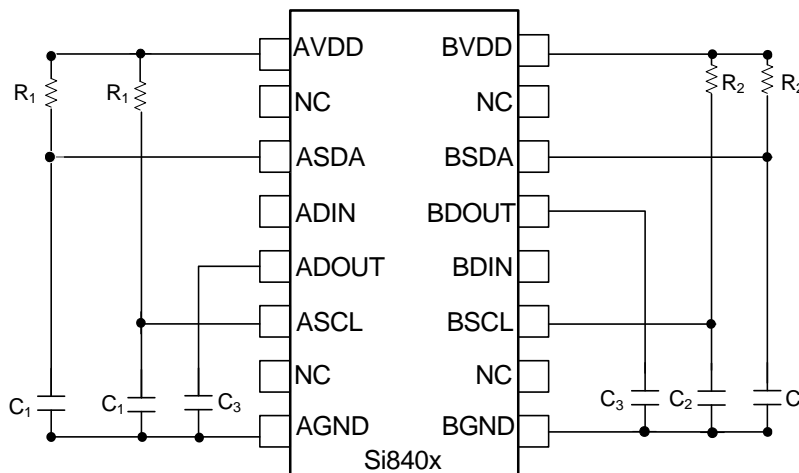 AVDD BVDD
R₁ R₁ R₂ R₂
NC NC
ASDA BSDA
ADIN BDOUT
ADOUT BDIN
ASCL BSCL
NC NC
C₁ C₁ C₃ C₃ C₂ C
AGND BGND
Si840x